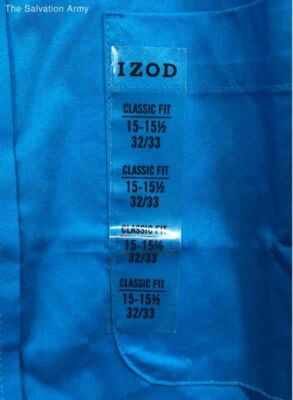 The Salvation Army
IZOD
CLASSIC FIT
15-15½
32/33
CLASSIC FIT
15-15½
32/33
CLASSIC FIT
15-15½
32/33
CLASSIC FIT
15-15½
32/33